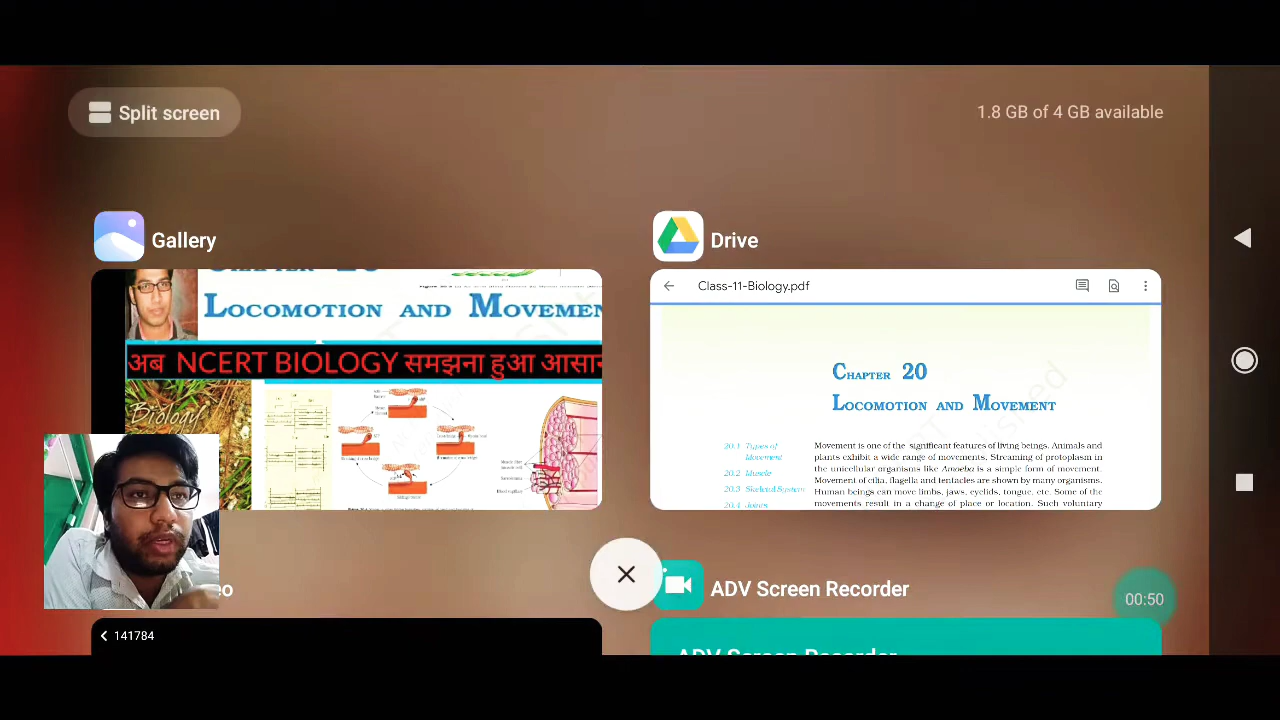 Split screen
1.8 GB of 4 GB available
Gallery
Drive
LOCOMOTION AND MOVEMEN
अब NCERT BIOLOGY समझना हुआ आसान
Biology
Class-11-Biology.pdf
CHAPTER 20
LOCOMOTION AND MOVEMENT
20.1 Types of
Movement
20.2 Muscle
20.3 Skeletal System
20.4 Joints
Movement is one of the significant features of living beings. Animals and
plants exhibit a wide range of movements. Streaming of protoplasm in
the unicellular organisms like Amoeba is a simple form of movement.
Movement of cilia, flagella and tentacles are shown by many organisms.
Human beings can move limbs, jaws, eyelids, tongue, etc. Some of the
movements result in a change of place or location. Such voluntary
eo
ADV Screen Recorder
00:50
141784
ADV Screen Recorder